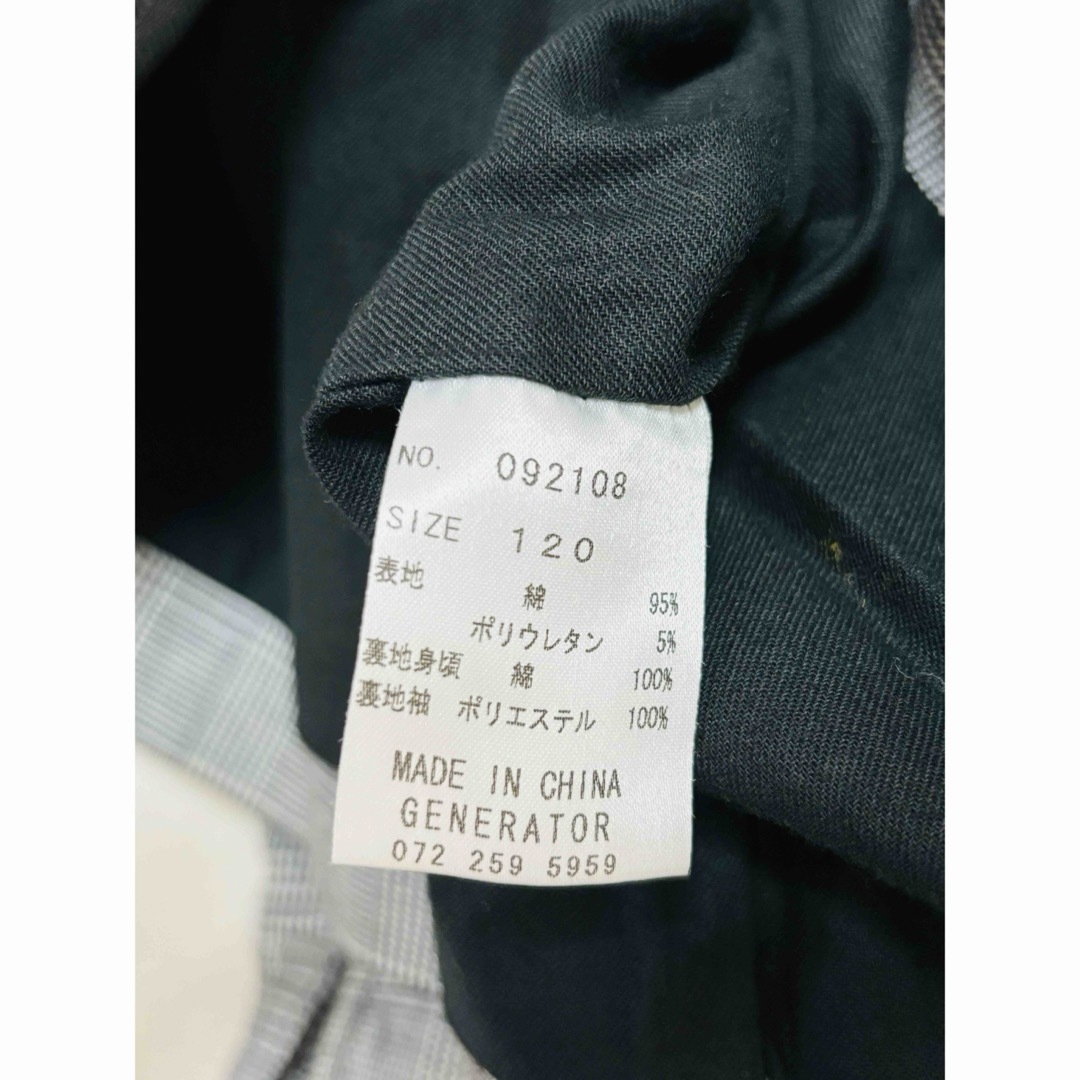 NO. 092108
SIZE 120
表地 綿 95%
ポリウレタン 5%
裏地身頃 綿 100%
裏地袖 ポリエステル 100%
MADE IN CHINA
GENERATOR
072 259 5959